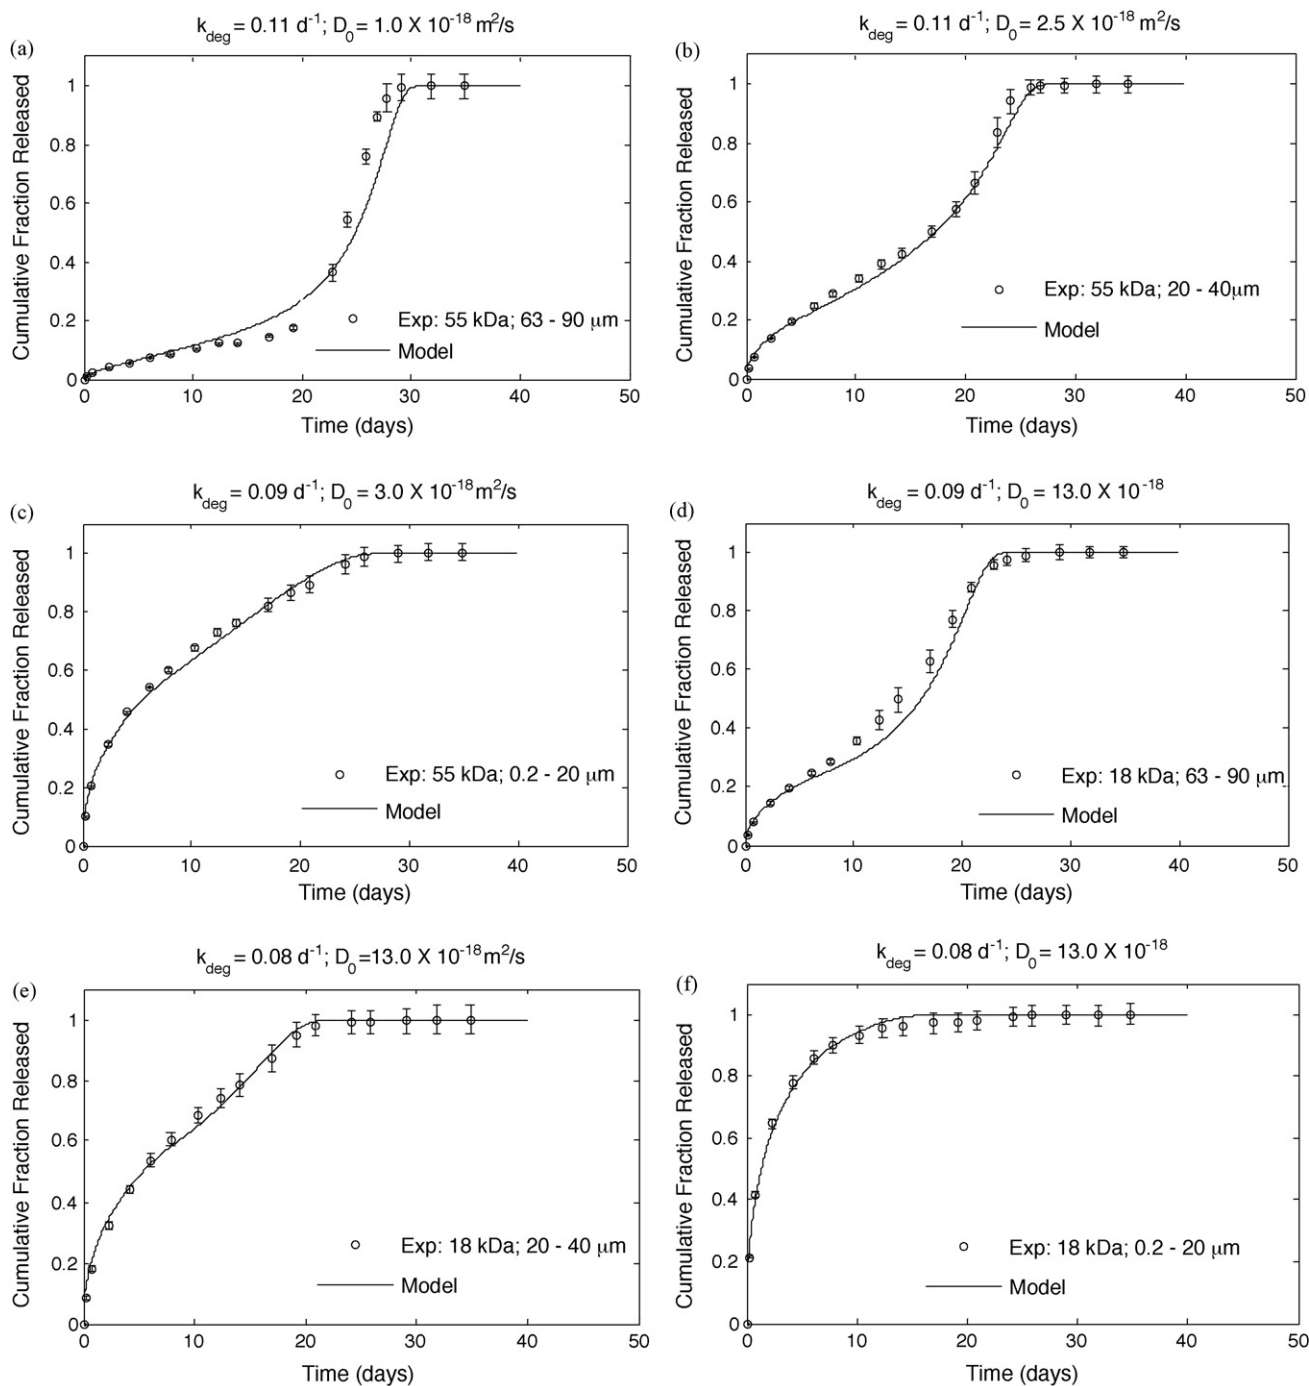 k_deg = 0.11 d⁻¹; D₀ = 1.0 X 10⁻¹⁸ m²/s
(a)
Cumulative Fraction Released
1
0.8
0.6
0.4
0.2
0
Exp: 55 kDa; 63 - 90 μm
Model
0 10 20 30 40 50
Time (days)
k_deg = 0.11 d⁻¹; D₀ = 2.5 X 10⁻¹⁸ m²/s
(b)
Cumulative Fraction Released
1
0.8
0.6
0.4
0.2
0
Exp: 55 kDa; 20 - 40μm
Model
0 10 20 30 40 50
Time (days)
k_deg = 0.09 d⁻¹; D₀ = 3.0 X 10⁻¹⁸ m²/s
(c)
Cumulative Fraction Released
1
0.8
0.6
0.4
0.2
0
Exp: 55 kDa; 0.2 - 20 μm
Model
0 10 20 30 40 50
Time (days)
k_deg = 0.09 d⁻¹; D₀ = 13.0 X 10⁻¹⁸
(d)
Cumulative Fraction Released
1
0.8
0.6
0.4
0.2
0
Exp: 18 kDa; 63 - 90 μm
Model
0 10 20 30 40 50
Time (days)
k_deg = 0.08 d⁻¹; D₀ =13.0 X 10⁻¹⁸ m²/s
(e)
Cumulative Fraction Released
1
0.8
0.6
0.4
0.2
0
Exp: 18 kDa; 20 - 40 μm
Model
0 10 20 30 40 50
Time (days)
k_deg = 0.08 d⁻¹; D₀ = 13.0 X 10⁻¹⁸
(f)
Cumulative Fraction Released
1
0.8
0.6
0.4
0.2
0
Exp: 18 kDa; 0.2 - 20 μm
Model
0 10 20 30 40 50
Time (days)